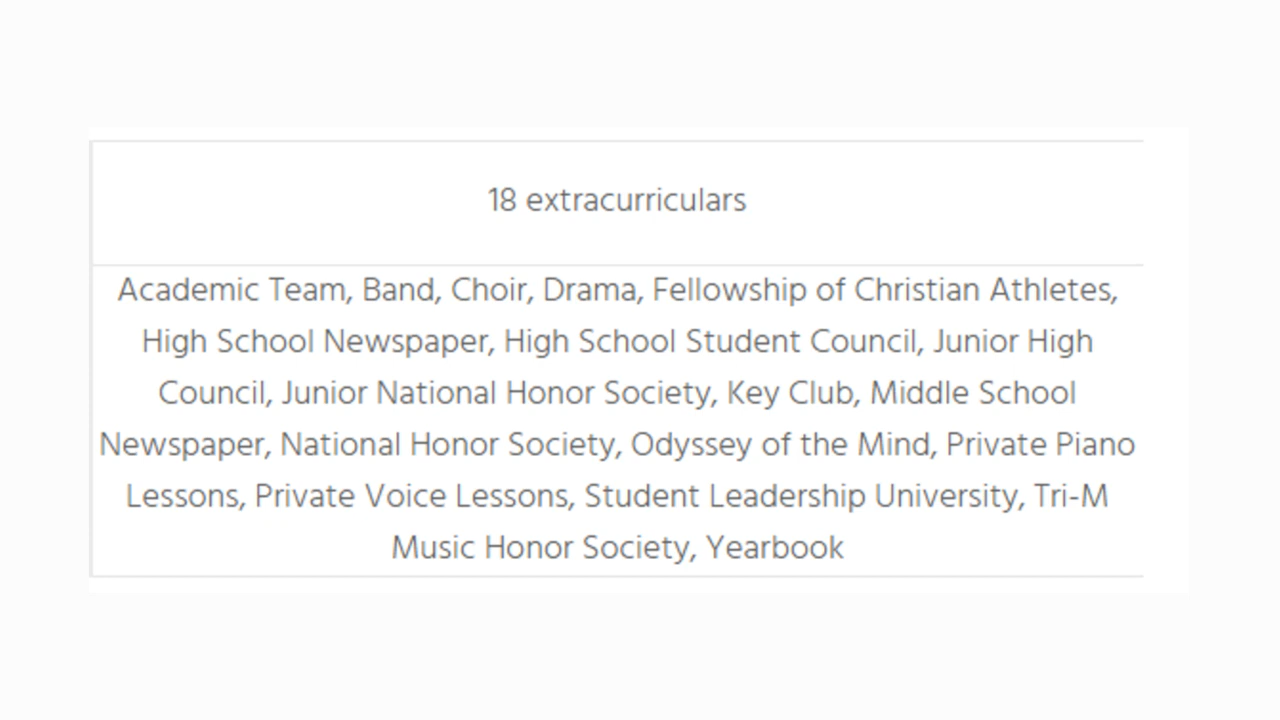 18 extracurriculars
Academic Team, Band, Choir, Drama, Fellowship of Christian Athletes,
High School Newspaper, High School Student Council, Junior High
Council, Junior National Honor Society, Key Club, Middle School
Newspaper, National Honor Society, Odyssey of the Mind, Private Piano
Lessons, Private Voice Lessons, Student Leadership University, Tri-M
Music Honor Society, Yearbook